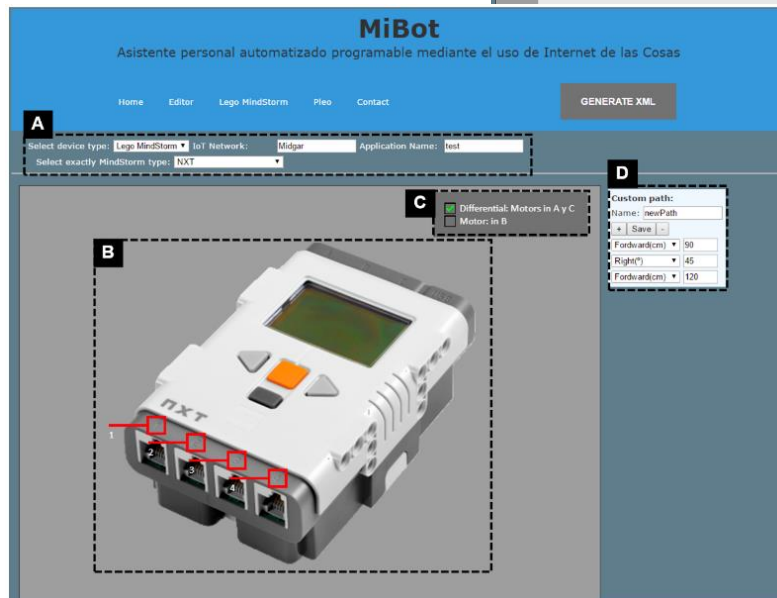 MiBot
Asistente personal automatizado programable mediante el uso de Internet de las Cosas
Home Editor Lego MindStorm Pleo Contact GENERATE XML
A
Select device type: Lego MindStorm IoT Network: Midgar Application Name: test
Select exactly MindStorm type: NXT
D
Custom path:
Name: newPath
+ Save -
Fordward(cm) 90
Right(º) 45
Fordward(cm) 120
C
Differential: Motors in A y C
Motor: in B
B
NXT
1
2
3
4